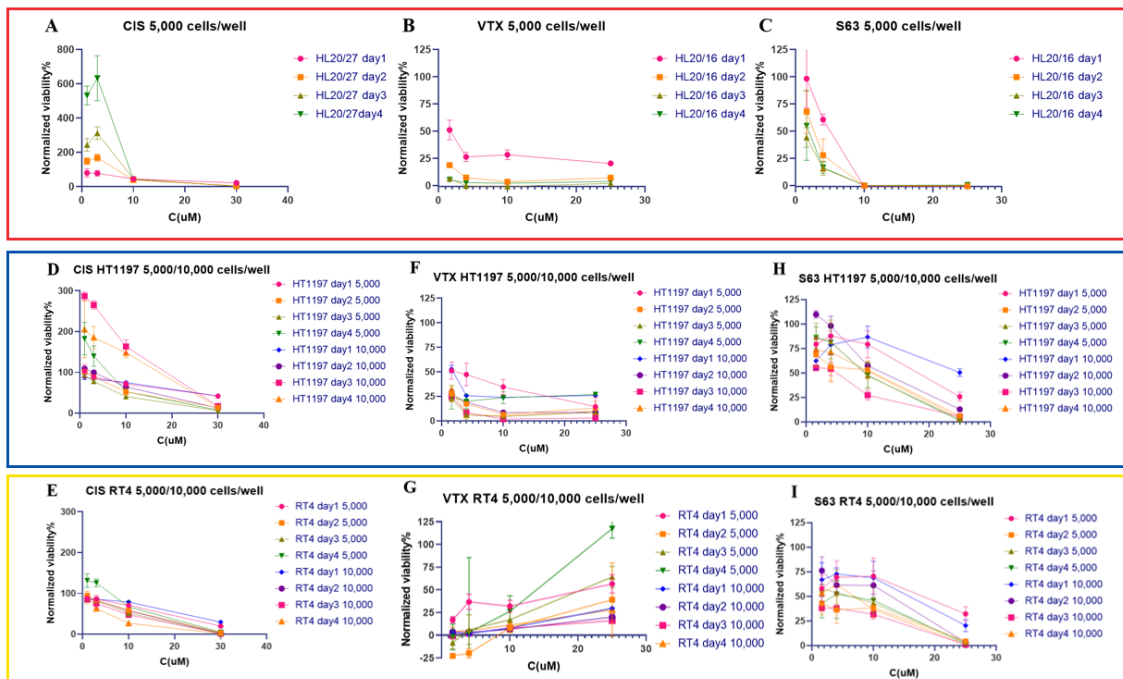 A
CIS 5,000 cells/well
Normalized viability%
800
600
400
200
0
0 10 20 30 40
C(uM)
HL20/27 day1
HL20/27 day2
HL20/27 day3
HL20/27day4
B
VTX 5,000 cells/well
Normalized viability%
125
100
75
50
25
0
0 10 20 30
C(uM)
HL20/16 day1
HL20/16 day2
HL20/16 day3
HL20/16 day4
C
S63 5,000 cells/well
Normalized viability%
125
100
75
50
25
0
0 10 20 30
C(uM)
HL20/16 day1
HL20/16 day2
HL20/16 day3
HL20/16 day4
D
CIS HT1197 5,000/10,000 cells/well
Normalized viability%
300
200
100
0
0 10 20 30 40
C(uM)
HT1197 day1 5,000
HT1197 day2 5,000
HT1197 day3 5,000
HT1197 day4 5,000
HT1197 day1 10,000
HT1197 day2 10,000
HT1197 day3 10,000
HT1197 day4 10,000
F
VTX HT1197 5,000/10,000 cells/well
Normalized viability%
125
100
75
50
25
0
0 10 20 30
C(uM)
HT1197 day1 5,000
HT1197 day2 5,000
HT1197 day3 5,000
HT1197 day4 5,000
HT1197 day1 10,000
HT1197 day2 10,000
HT1197 day3 10,000
HT1197 day4 10,000
H
S63 HT1197 5,000/10,000 cells/well
Normalized viability%
125
100
75
50
25
0
0 10 20 30
C(uM)
HT1197 day1 5,000
HT1197 day2 5,000
HT1197 day3 5,000
HT1197 day4 5,000
HT1197 day1 10,000
HT1197 day2 10,000
HT1197 day3 10,000
HT1197 day4 10,000
E
CIS RT4 5,000/10,000 cells/well
Normalized viability%
300
200
100
0
0 10 20 30 40
C(uM)
RT4 day1 5,000
RT4 day2 5,000
RT4 day3 5,000
RT4 day4 5,000
RT4 day1 10,000
RT4 day2 10,000
RT4 day3 10,000
RT4 day4 10,000
G
VTX RT4 5,000/10,000 cells/well
Normalized viability%
125
100
75
50
25
0
-25
10 20 30
C(uM)
RT4 day1 5,000
RT4 day2 5,000
RT4 day3 5,000
RT4 day4 5,000
RT4 day1 10,000
RT4 day2 10,000
RT4 day3 10,000
RT4 day4 10,000
I
S63 RT4 5,000/10,000 cells/well
Normalized viability%
125
100
75
50
25
0
0 10 20 30
C(uM)
RT4 day1 5,000
RT4 day2 5,000
RT4 day3 5,000
RT4 day4 5,000
RT4 day1 10,000
RT4 day2 10,000
RT4 day3 10,000
RT4 day4 10,000